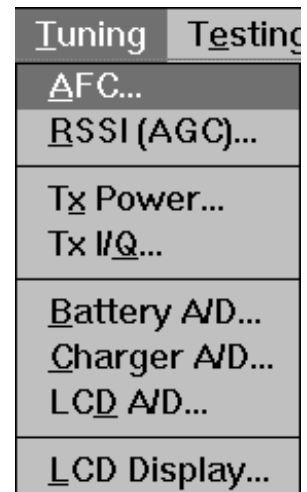 Tuning Testing
AFC...
RSSI (AGC)...
Tx Power...
Tx I/Q...
Battery A/D...
Charger A/D...
LCD A/D...
LCD Display...